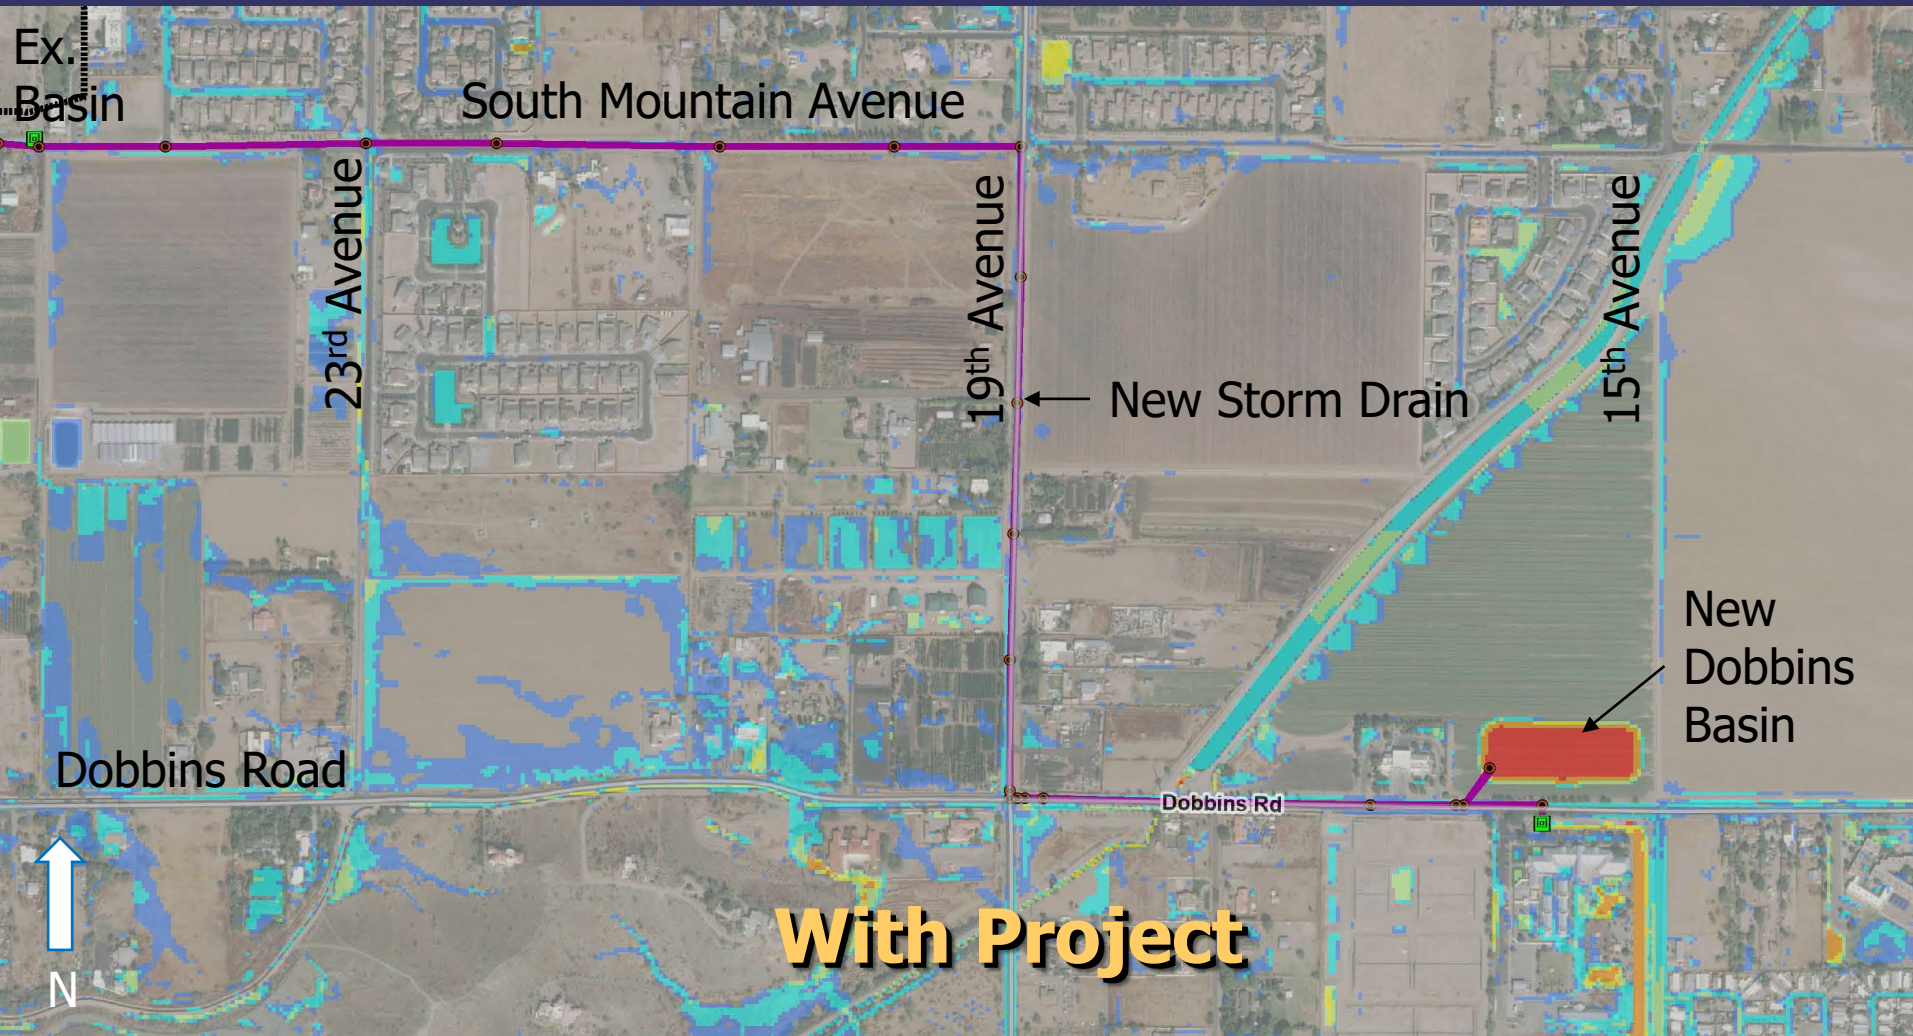 Ex.
Basin
South Mountain Avenue
23rd Avenue
19th Avenue
15th Avenue
New Storm Drain
New
Dobbins
Basin
Dobbins Road
Dobbins Rd
With Project
N